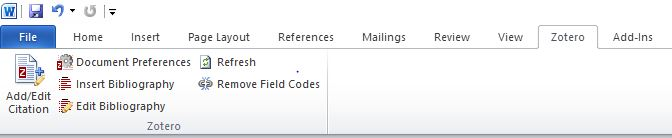 File Home Insert Page Layout References Mailings Review View Zotero Add-Ins
Add/Edit Citation
Document Preferences Refresh
Insert Bibliography Remove Field Codes
Edit Bibliography
Zotero